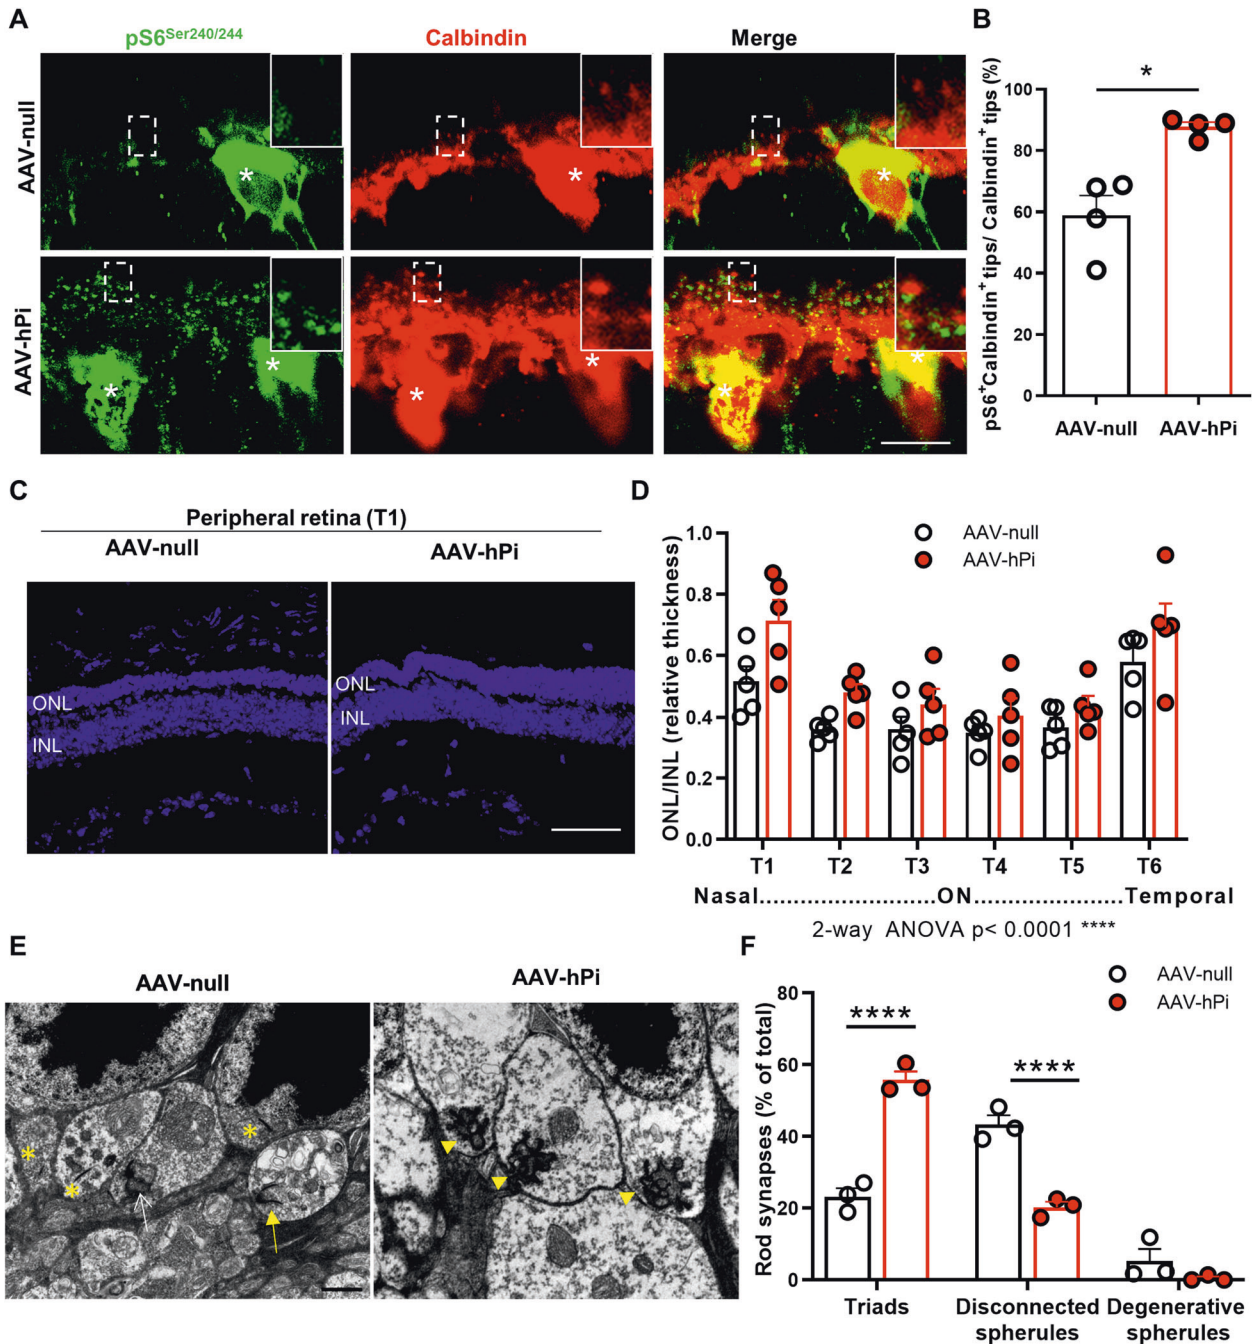 A
pS6Ser240/244
Calbindin
Merge
AAV-null
AAV-hPi
* * *
* * * * * *
B
pS6+Calbindin+ tips/ Calbindin+ tips (%)
100
80
60
40
20
0
*
AAV-null
AAV-hPi
C
Peripheral retina (T1)
AAV-null
AAV-hPi
ONL
INL
ONL
INL
D
ONL/INL (relative thickness)
AAV-null
AAV-hPi
1.0
0.8
0.6
0.4
0.2
0.0
T1 T2 T3 T4 T5 T6
Nasal.........................ON.....................Temporal
2-way ANOVA p< 0.0001 ****
E
AAV-null
AAV-hPi
* * *
F
Rod synapses (% of total)
AAV-null
AAV-hPi
80
60
40
20
0
****
****
Triads
Disconnected
spherules
Degenerative
spherules